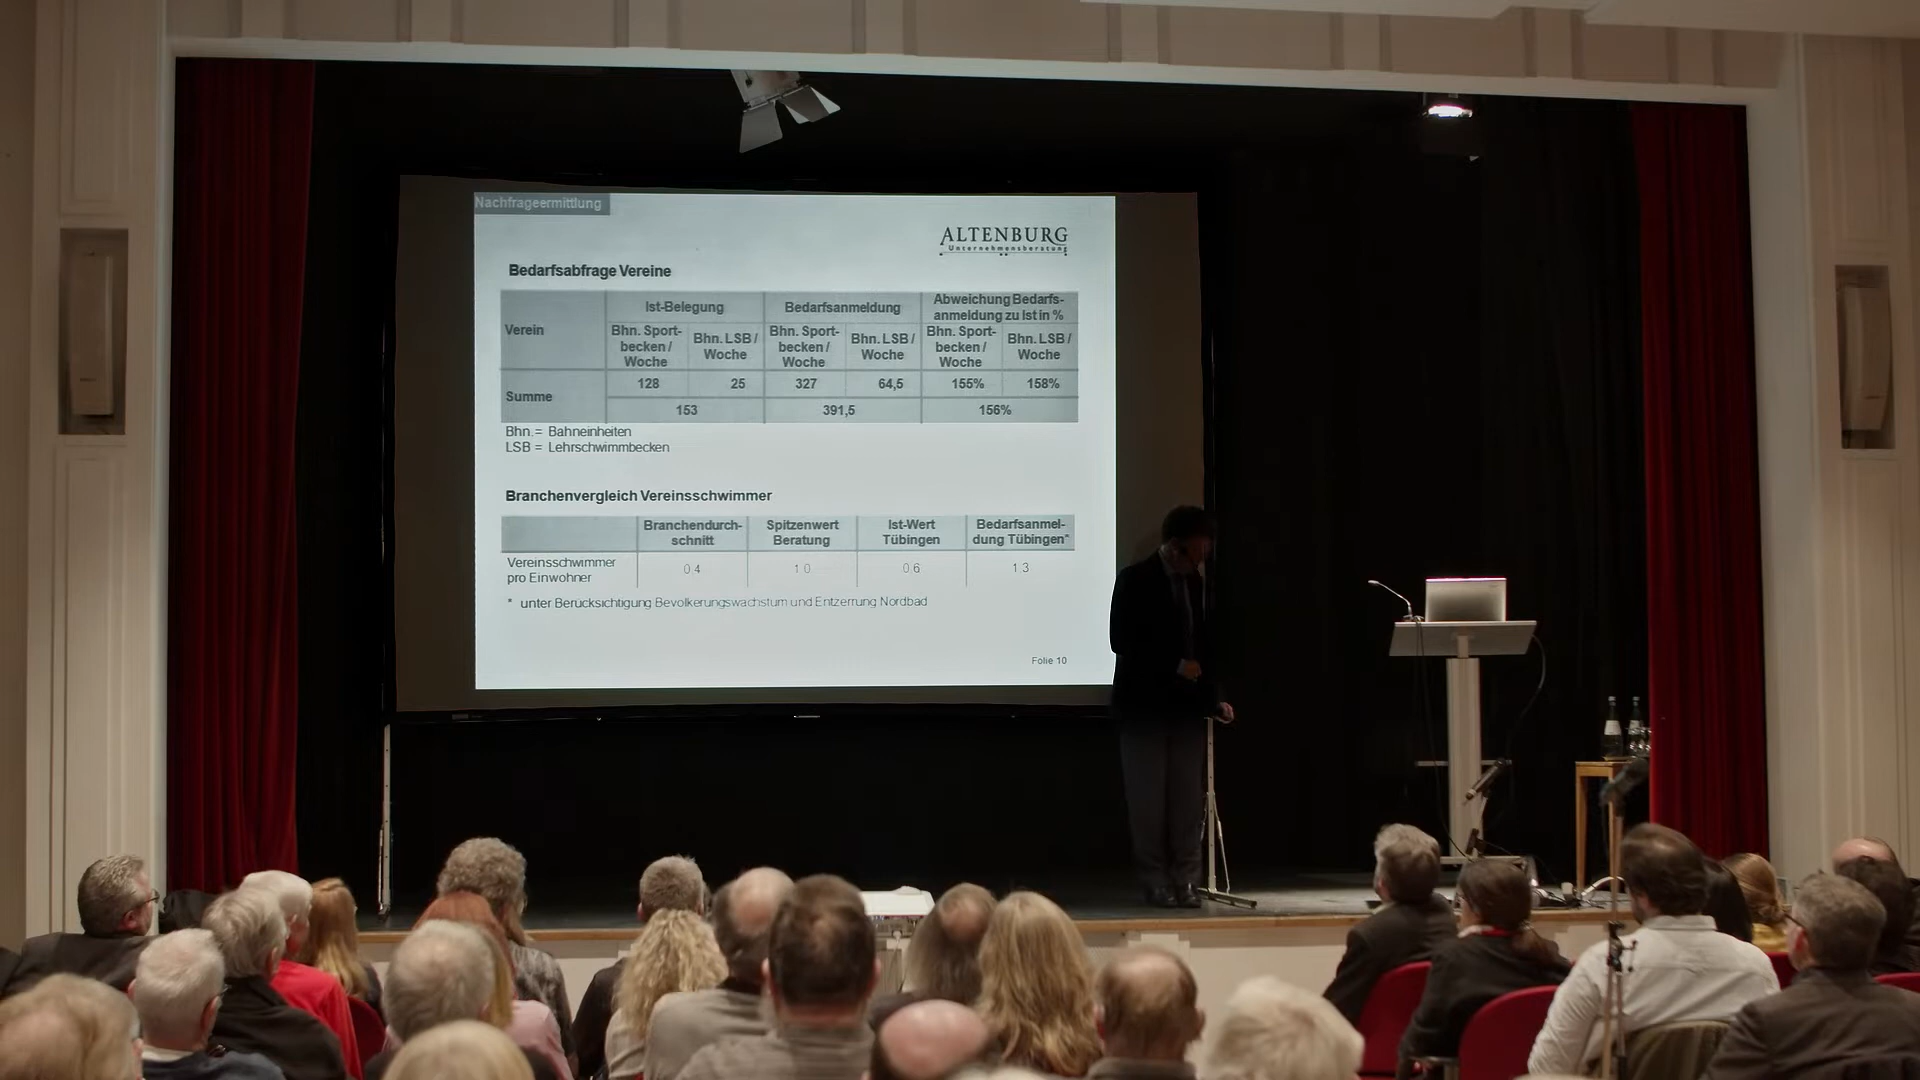 Nachfrageermittlung
ALTENBURG
Unternehmensberatung
Bedarfsabfrage Vereine
Verein
Ist-Belegung
Bedarfsanmeldung
Abweichung Bedarfs-
anmeldung zu Ist in %
Bhn. Sport-
becken /
Woche
Bhn. LSB /
Woche
Bhn. Sport-
becken /
Woche
Bhn. LSB /
Woche
Bhn. Sport-
becken /
Woche
Bhn. LSB /
Woche
Summe
128 25 327 64,5 155% 158%
153 391,5 156%
Bhn. = Bahneinheiten
LSB = Lehrschwimmbecken
Branchenvergleich Vereinsschwimmer
Branchendurch-
schnitt
Spitzenwert
Beratung
Ist-Wert
Tübingen
Bedarfsanmel-
dung Tübingen*
Vereinsschwimmer
pro Einwohner
0,4 1,0 0,6 1,3
* unter Berücksichtigung Bevölkerungswachstum und Entzerrung Nordbad
Folie 10